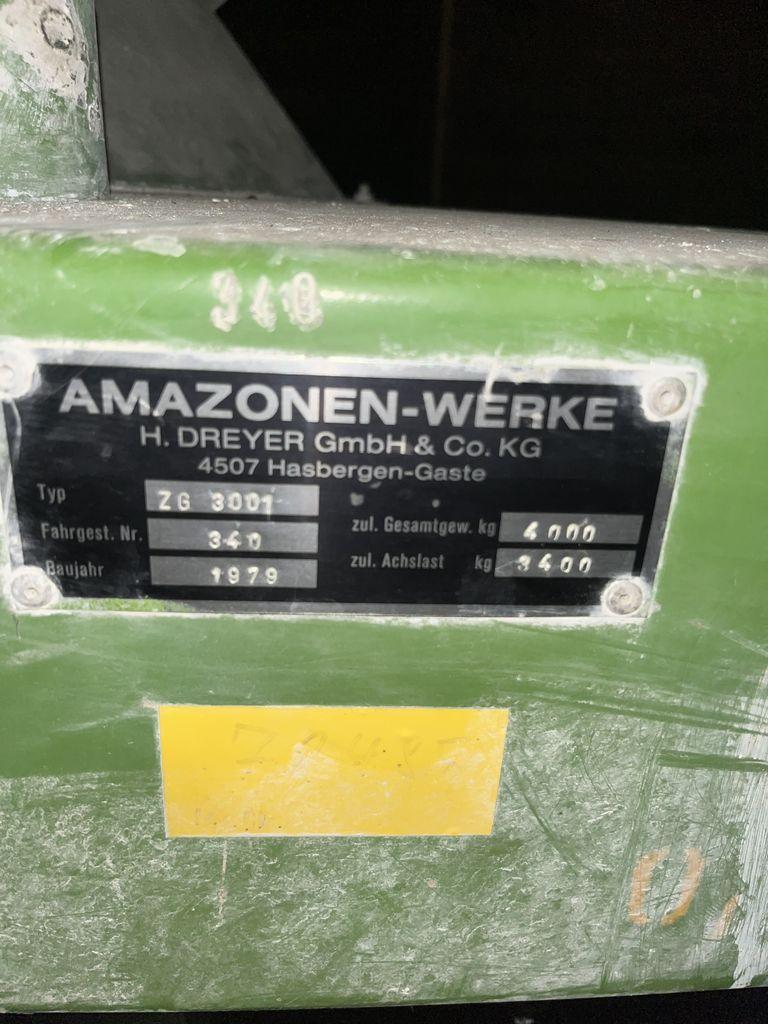 340
AMAZONEN-WERKE
H. DREYER GmbH & Co. KG
4507 Hasbergen-Gaste
Typ ZG 3001
Fahrgest. Nr. 340
Baujahr 1979
zul. Gesamtgew. kg 4000
zul. Achslast kg 3400
0,